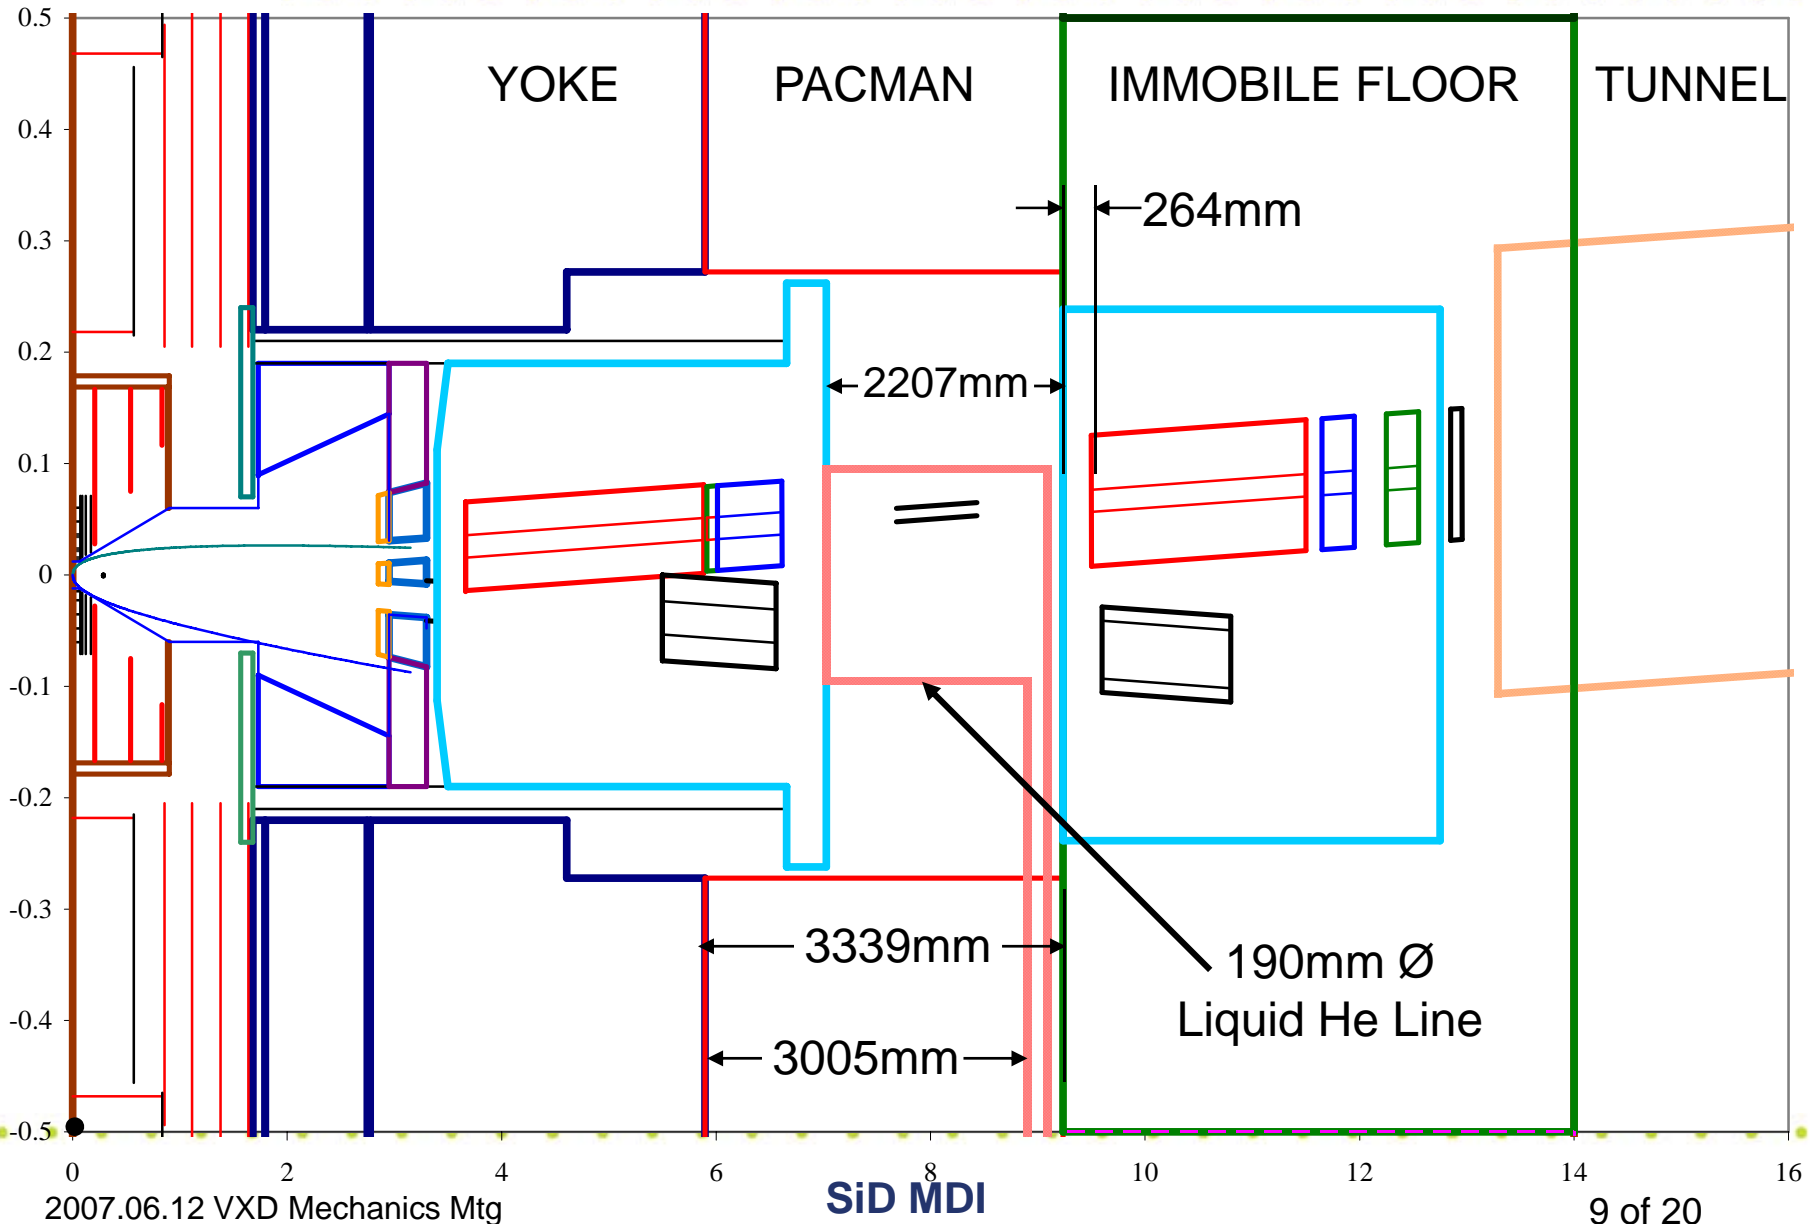 0.5
YOKE PACMAN IMMOBILE FLOOR TUNNEL
0.4
0.3
264mm
0.2
2207mm
0.1
0
-0.1
-0.2
-0.3
3339mm
190mm Ø
Liquid He Line
-0.4
3005mm
-0.5
0 2 4 6 8 10 12 14 16
2007.06.12 VXD Mechanics Mtg
SiD MDI
9 of 20